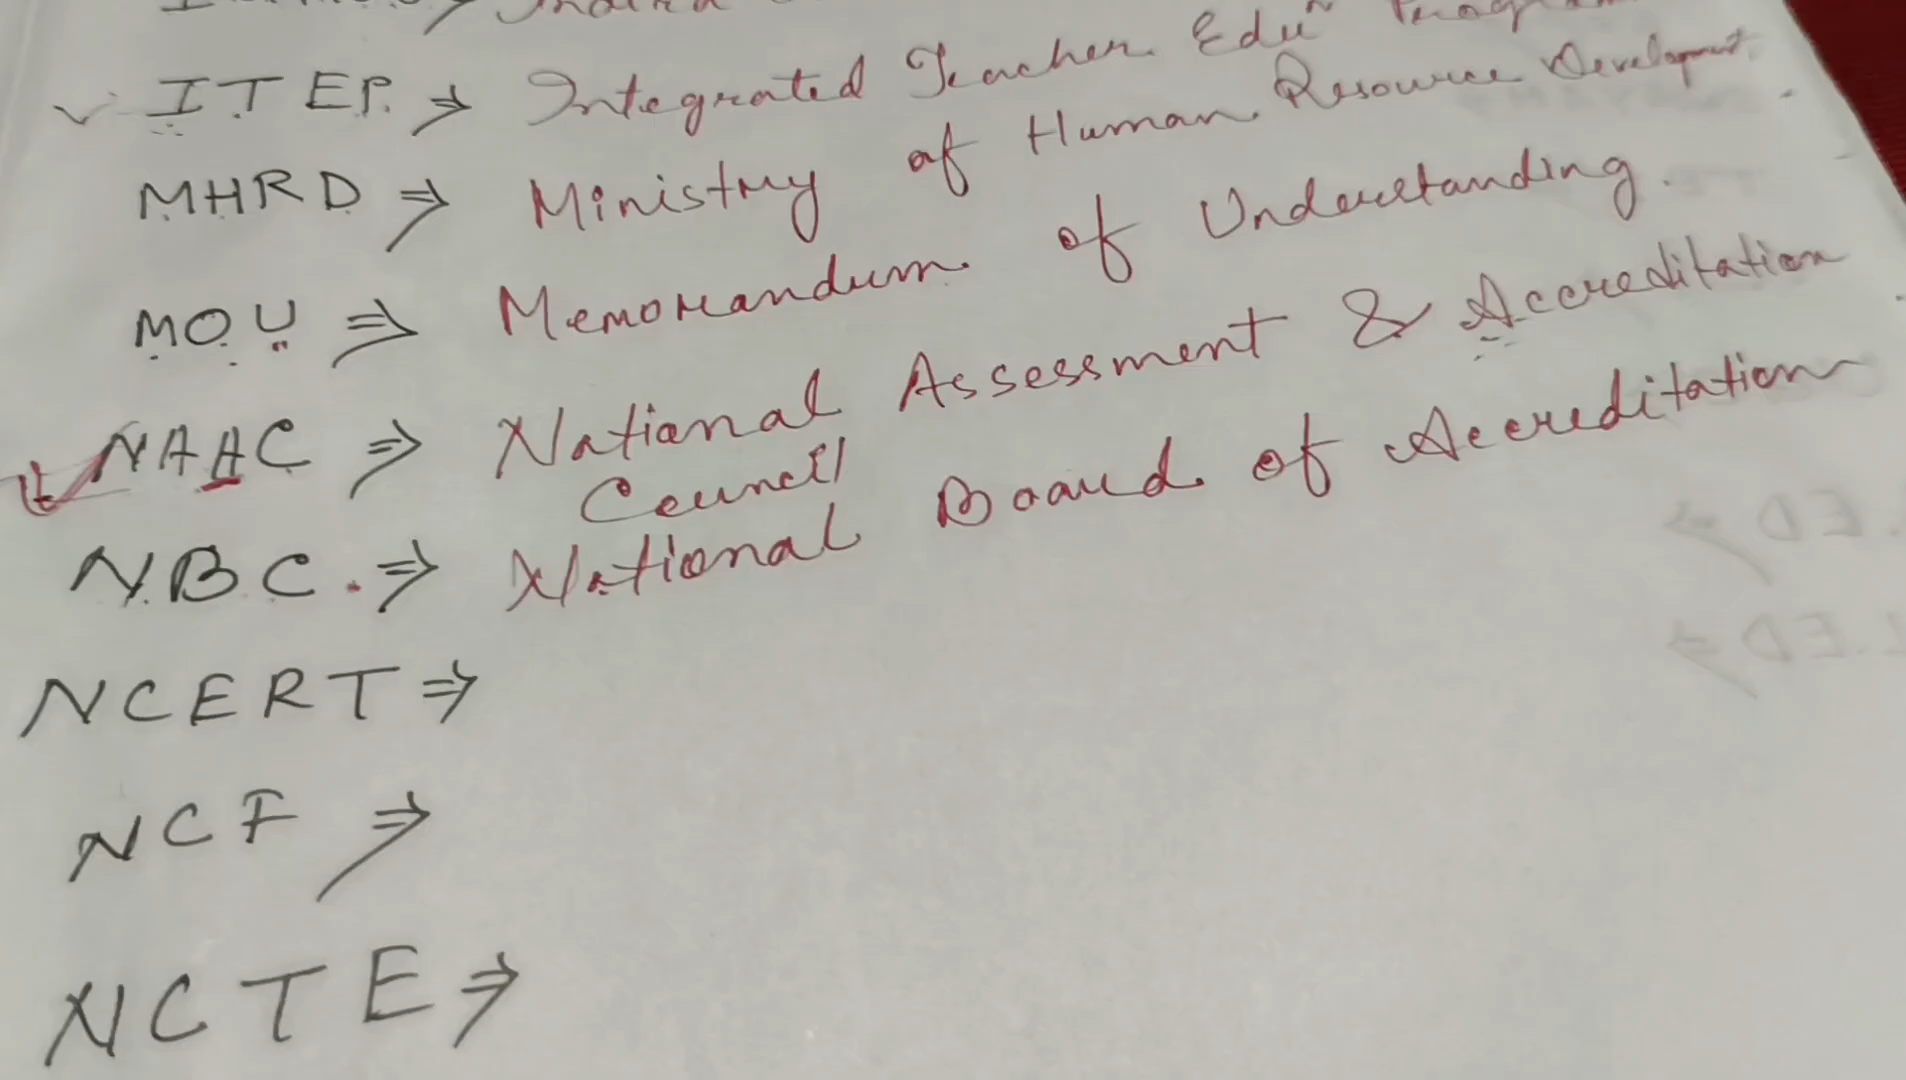 ITEP. ⇒ Integrated Teacher Eduⁿ
MHRD ⇒ Ministry of Human Resource Development.
MOU ⇒ Memorandum of Understanding.
NAAC ⇒ National Assessment & Accreditation
Council
NBC. ⇒ National Board of Accreditation
NCERT ⇒
NCF ⇒
NCTE ⇒